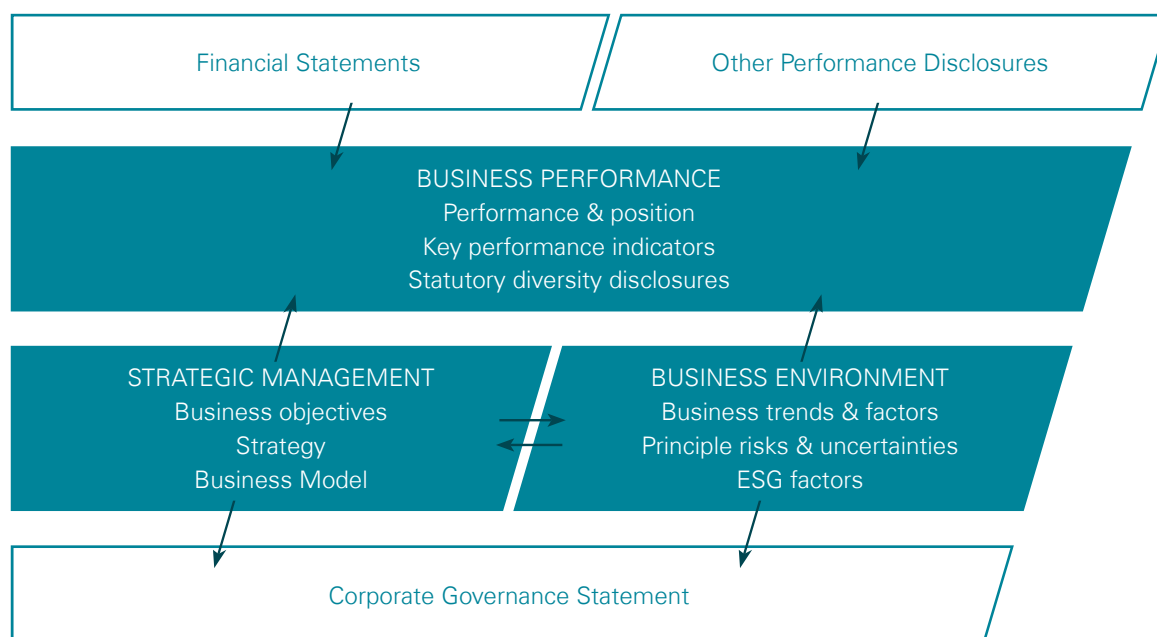 Financial Statements
Other Performance Disclosures
BUSINESS PERFORMANCE
Performance & position
Key performance indicators
Statutory diversity disclosures
STRATEGIC MANAGEMENT
Business objectives
Strategy
Business Model
BUSINESS ENVIRONMENT
Business trends & factors
Principle risks & uncertainties
ESG factors
Corporate Governance Statement